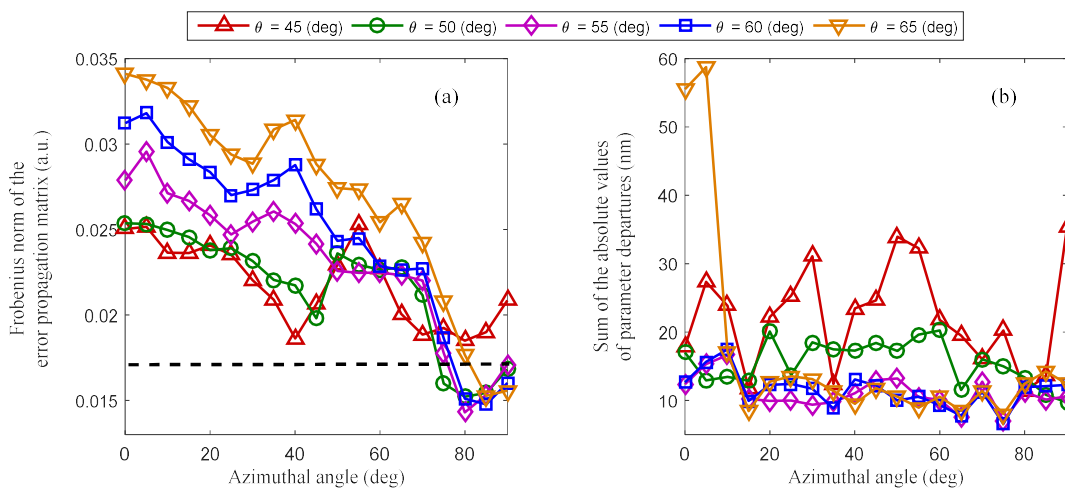 θ = 45 (deg) θ = 50 (deg) θ = 55 (deg) θ = 60 (deg) θ = 65 (deg)
Frobenius norm of the
error propagation matrix (a.u.)
0.035
0.03
0.025
0.02
0.015
(a)
0 20 40 60 80
Azimuthal angle (deg)
Sum of the absolute values
of parameter departures (nm)
60
50
40
30
20
10
(b)
0 20 40 60 80
Azimuthal angle (deg)